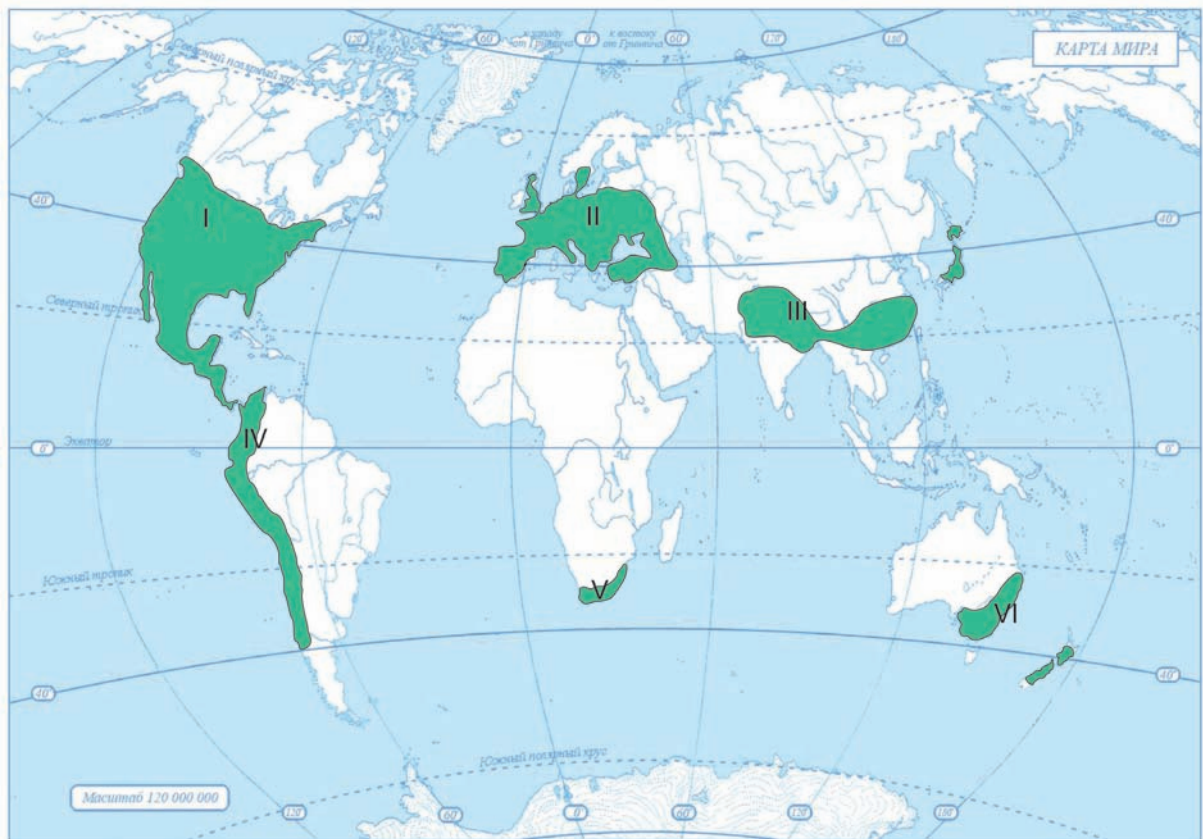 120°
60°
к западу
от Гринвича
0°
к востоку
от Гринвича
60°
120°
180°
КАРТА МИРА
Северный полярный круг
40°
40°
I
II
III
Северный тропик
IV
0°
Экватор
0°
Южный тропик
V
VI
40°
40°
Южный полярный круг
Масштаб 120 000 000
120°
60°
0°
60°
120°
180°